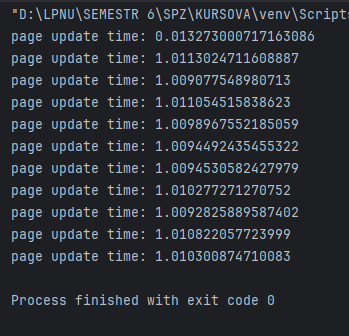 "D:\LPNU\SEMESTR 6\SPZ\KURSOVA\venv\Scripts
page update time: 0.013273000717163086
page update time: 1.0113024711608887
page update time: 1.009077548980713
page update time: 1.011054515838623
page update time: 1.0098967552185059
page update time: 1.0094492435455322
page update time: 1.0094530582427979
page update time: 1.010277271270752
page update time: 1.0092825889587402
page update time: 1.010822057723999
page update time: 1.010300874710083
Process finished with exit code 0